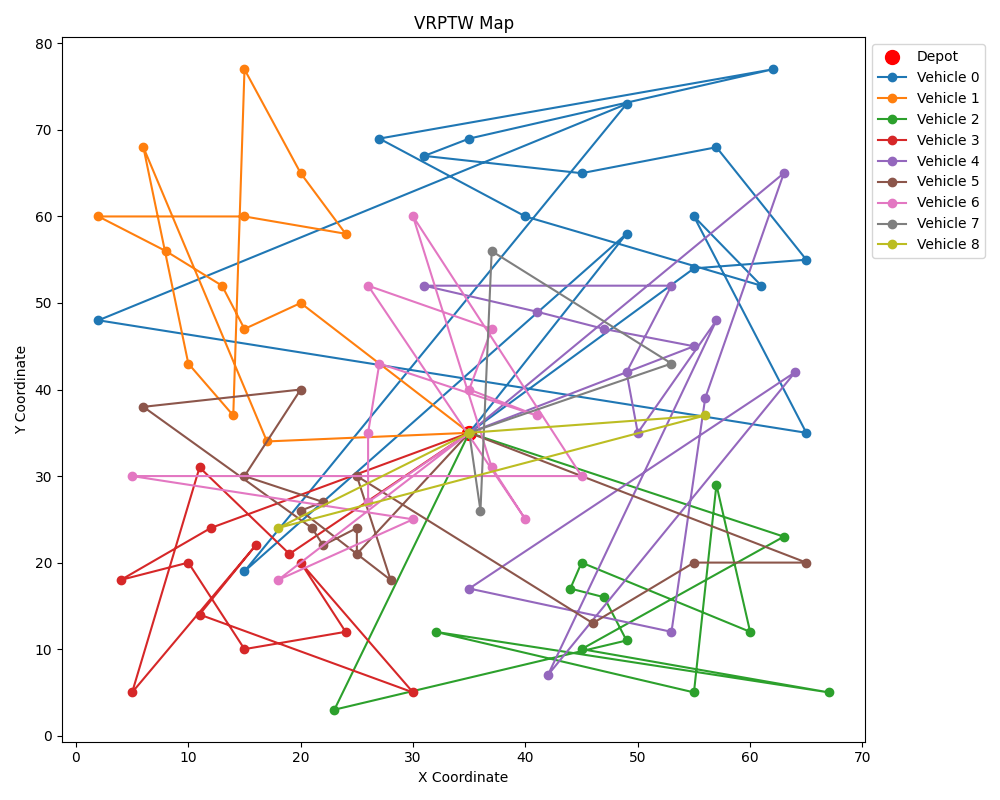 VRPTW Map
Y Coordinate
80
70
60
50
40
30
20
10
0
0 10 20 30 40 50 60 70
X Coordinate
Depot
Vehicle 0
Vehicle 1
Vehicle 2
Vehicle 3
Vehicle 4
Vehicle 5
Vehicle 6
Vehicle 7
Vehicle 8